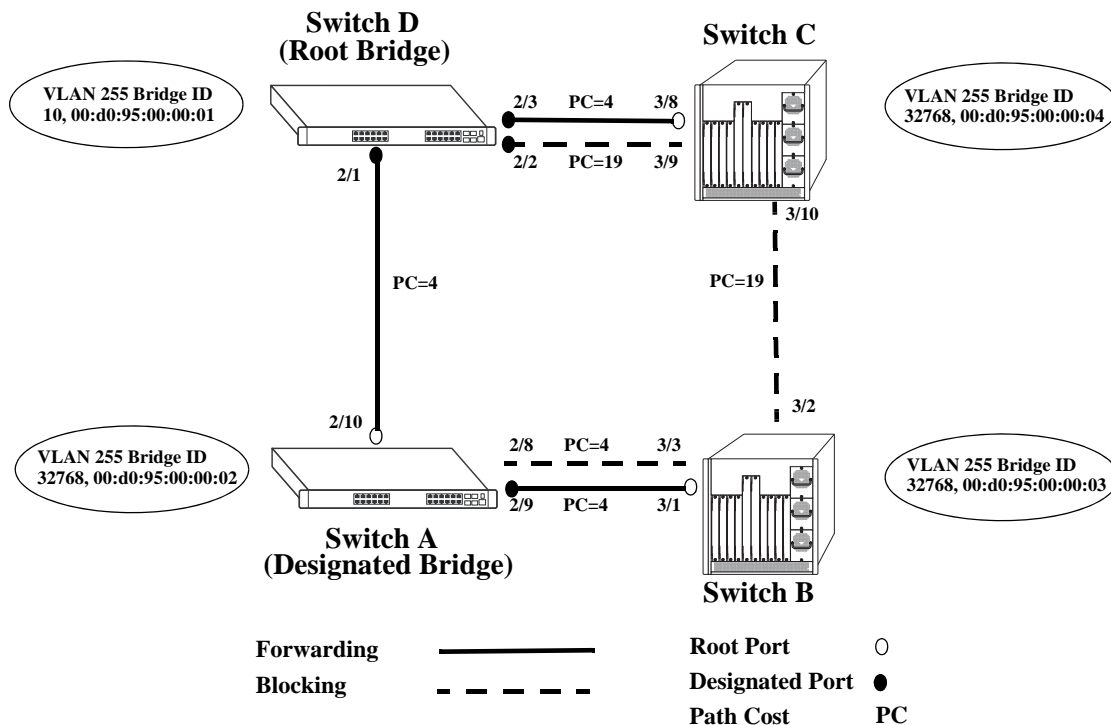 Switch D
(Root Bridge)
Switch C
VLAN 255 Bridge ID
10, 00:d0:95:00:00:01
VLAN 255 Bridge ID
32768, 00:d0:95:00:00:04
2/3 PC=4 3/8
2/2 PC=19 3/9
2/1
3/10
PC=4
PC=19
3/2
2/10
VLAN 255 Bridge ID
32768, 00:d0:95:00:00:02
2/8 PC=4 3/3
2/9 PC=4 3/1
VLAN 255 Bridge ID
32768, 00:d0:95:00:00:03
Switch A
(Designated Bridge)
Switch B
Forwarding
Blocking
Root Port
Designated Port
Path Cost PC